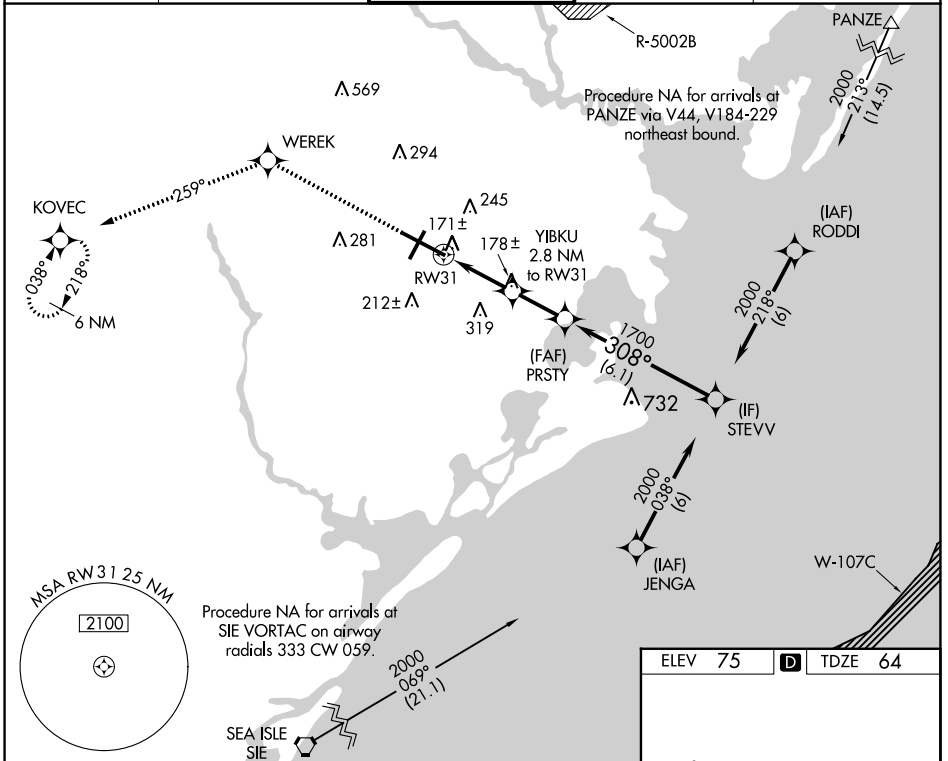 PANZE
R-5002B
2000
213°
(14.5)
Procedure NA for arrivals at
PANZE via V44, V184-229
northeast bound.
569
WEREK
294
259°
KOVEC
245
171±
281
178±
YIBKU
2.8 NM
to RW31
(IAF)
RODDI
038°
218°
6 NM
RW31
212±
319
2000
218°
(6)
(FAF)
PRSTY
1700
308°
(6.1)
732
(IF)
STEVV
2000
038°
(6)
(IAF)
JENGA
W-107C
MSA RW31 25 NM
2100
Procedure NA for arrivals at
SIE VORTAC on airway
radials 333 CW 059.
2000
069°
(21.1)
SEA ISLE
SIE
ELEV 75 D TDZE 64